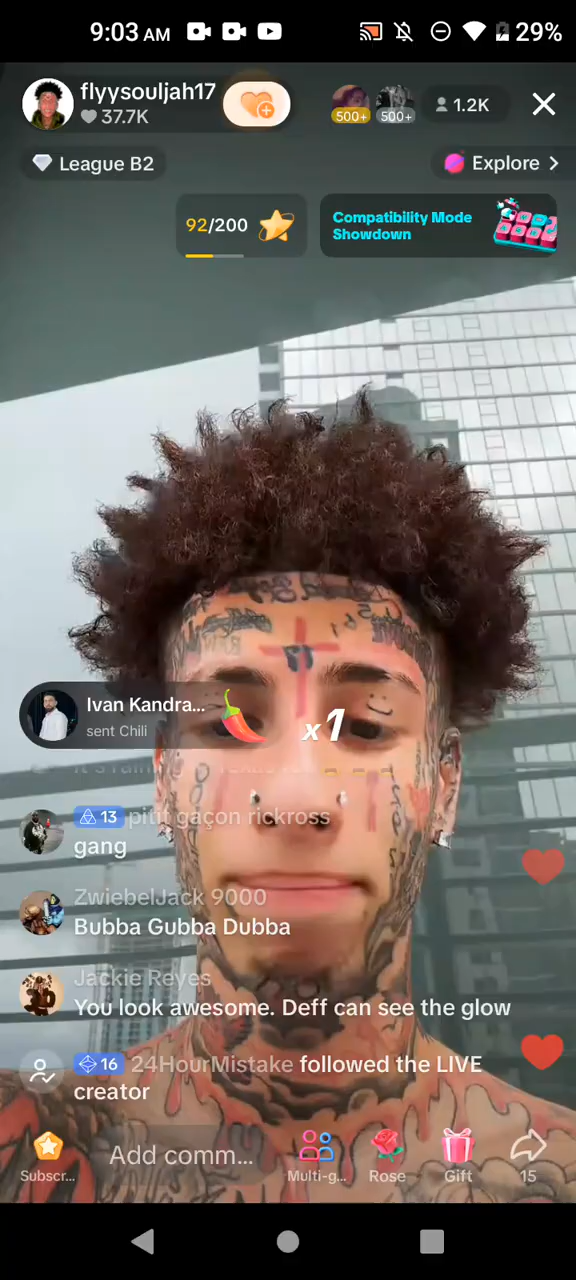 9:03 AM
29%
flyysouljah17
37.7K
500+
500+
1.2K
League B2
Explore
92/200
Compatibility Mode
Showdown
Ivan Kandra...
sent Chili
x1
13 pitit gaçon rickross
gang
ZwiebelJack 9000
Bubba Gubba Dubba
Jackie Reyes
You look awesome. Deff can see the glow
16 24HourMistake followed the LIVE
creator
Subscr...
Add comm...
Multi-g...
Rose
Gift
15